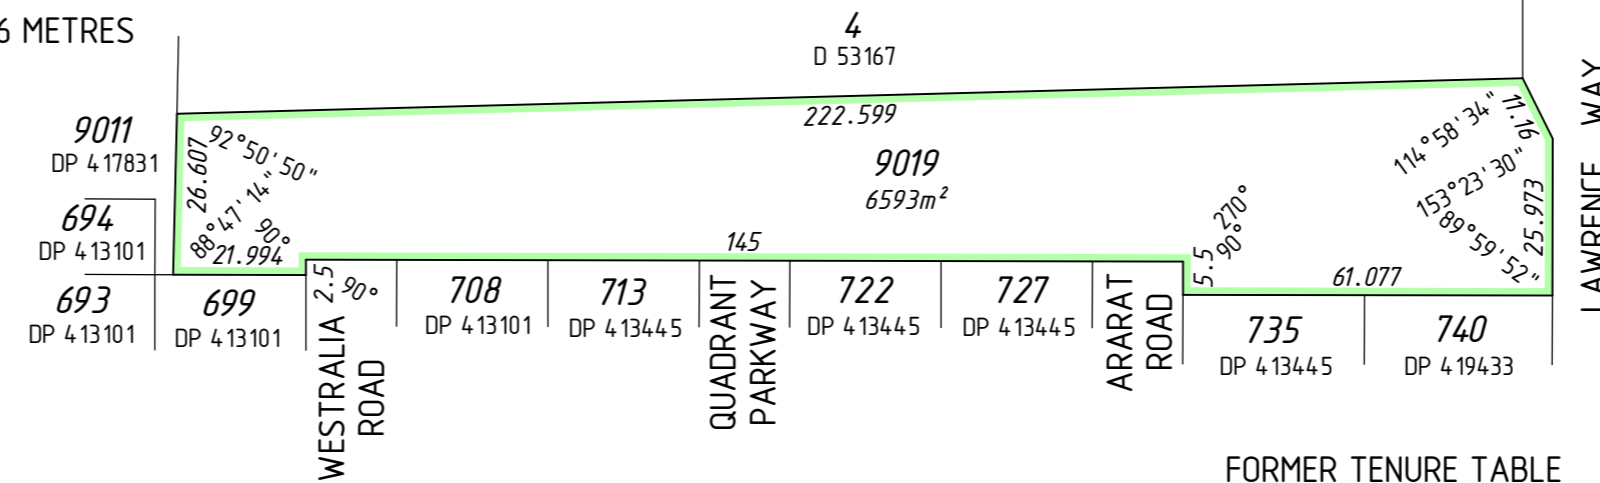 6 METRES
4
D 53167
9011
DP 417831
694
DP 413101
693
DP 413101
699
DP 413101
26.607
92°50'50"
88°47'14"
90°
21.994
222.599
9019
6593m²
145
2.5
90°
WESTRALIA
ROAD
708
DP 413101
713
DP 413445
QUADRANT
PARKWAY
722
DP 413445
727
DP 413445
ARARAT
ROAD
5.5
90°
270°
61.077
114°58'34"
11.16
153°23'30"
89°59'52"
25.973
735
DP 413445
740
DP 419433
LAWRENCE WAY
FORMER TENURE TABLE